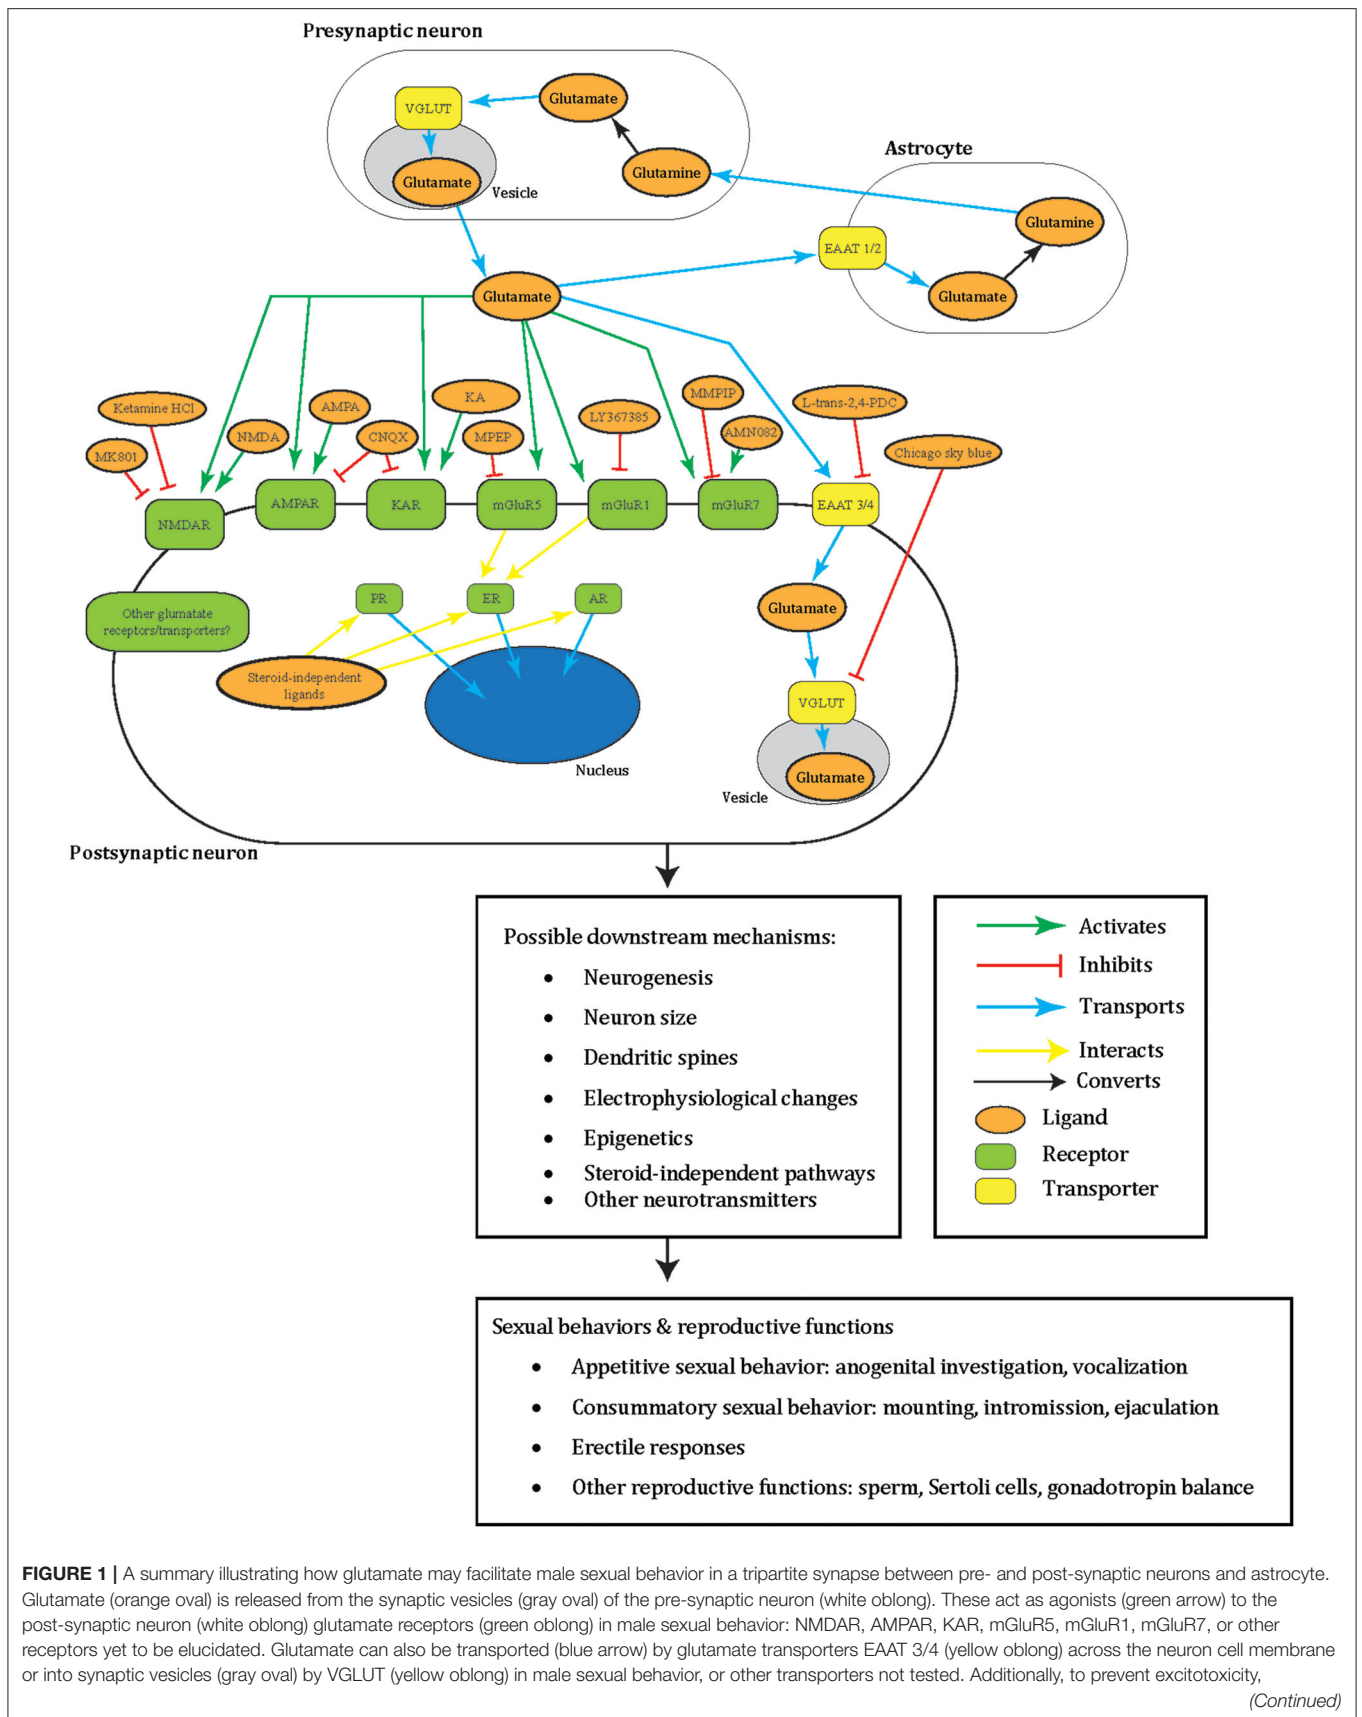 Presynaptic neuron
VGLUT
Glutamate
Glutamate
Vesicle
Glutamine
Astrocyte
Glutamine
EAAT 1/2
Glutamate
Glutamate
Ketamine HCl
MK801
NMDA
AMPA
CNQX
KA
MPEP
LY367385
MMPIP
AMN082
L-trans-2,4-PDC
Chicago sky blue
NMDAR
AMPAR
KAR
mGluR5
mGluR1
mGluR7
EAAT 3/4
Other glumatate
receptors/transporters?
PR
ER
AR
Steroid-independent
ligands
Nucleus
Glutamate
VGLUT
Glutamate
Vesicle
Postsynaptic neuron
Possible downstream mechanisms:
• Neurogenesis
• Neuron size
• Dendritic spines
• Electrophysiological changes
• Epigenetics
• Steroid-independent pathways
• Other neurotransmitters
Activates
Inhibits
Transports
Interacts
Converts
Ligand
Receptor
Transporter
Sexual behaviors & reproductive functions
• Appetitive sexual behavior: anogenital investigation, vocalization
• Consummatory sexual behavior: mounting, intromission, ejaculation
• Erectile responses
• Other reproductive functions: sperm, Sertoli cells, gonadotropin balance
FIGURE 1 | A summary illustrating how glutamate may facilitate male sexual behavior in a tripartite synapse between pre- and post-synaptic neurons and astrocyte.
Glutamate (orange oval) is released from the synaptic vesicles (gray oval) of the pre-synaptic neuron (white oblong). These act as agonists (green arrow) to the
post-synaptic neuron (white oblong) glutamate receptors (green oblong) in male sexual behavior: NMDAR, AMPAR, KAR, mGluR5, mGluR1, mGluR7, or other
receptors yet to be elucidated. Glutamate can also be transported (blue arrow) by glutamate transporters EAAT 3/4 (yellow oblong) across the neuron cell membrane
or into synaptic vesicles (gray oval) by VGLUT (yellow oblong) in male sexual behavior, or other transporters not tested. Additionally, to prevent excitotoxicity,
(Continued)